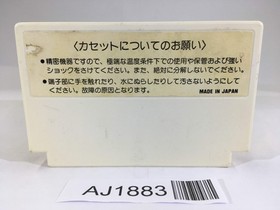 〈カセットについてのお願い〉
●精密機器ですので、極端な温度条件下での使用や保管および強い
ショックをさけてください。また、絶対に分解しないでください。
●端子部に手を触れたり、水にぬらしたりして汚さないようにして
ください。故障の原因となります。
MADE IN JAPAN
AJ1883